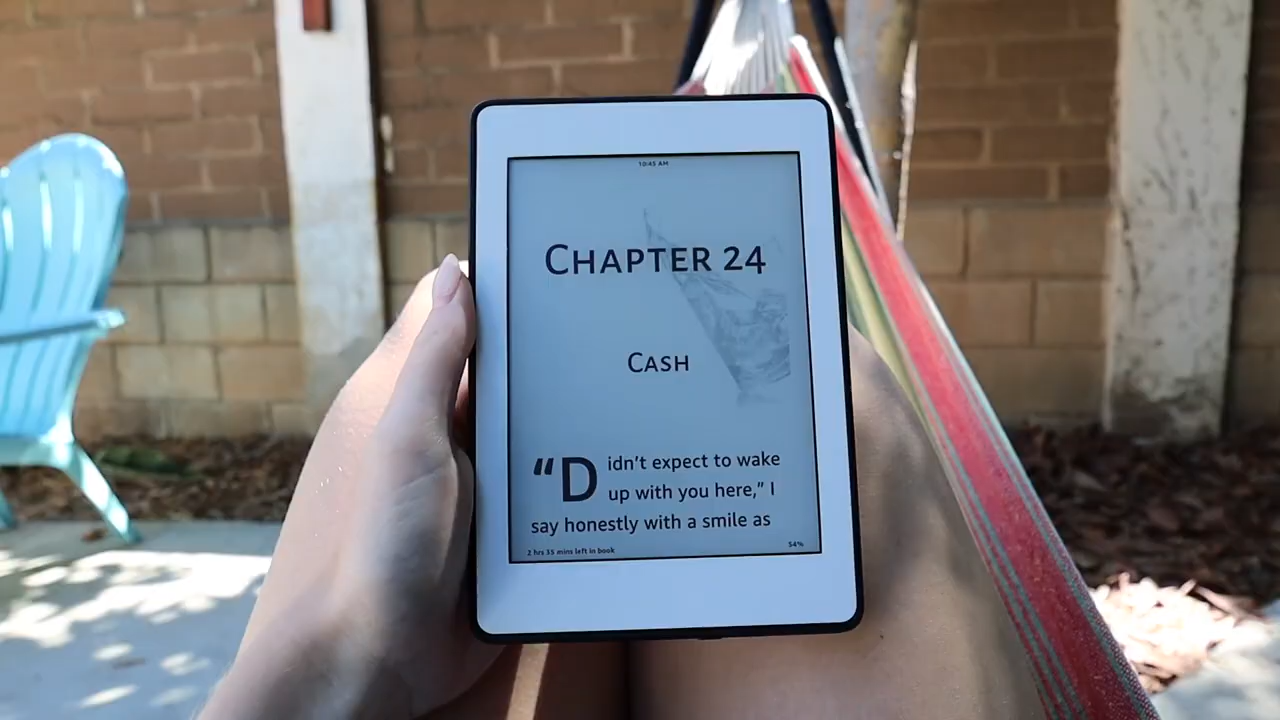 10:45 AM
CHAPTER 24
CASH
“Didn’t expect to wake
up with you here,” I
say honestly with a smile as
2 hrs 35 mins left in book
54%